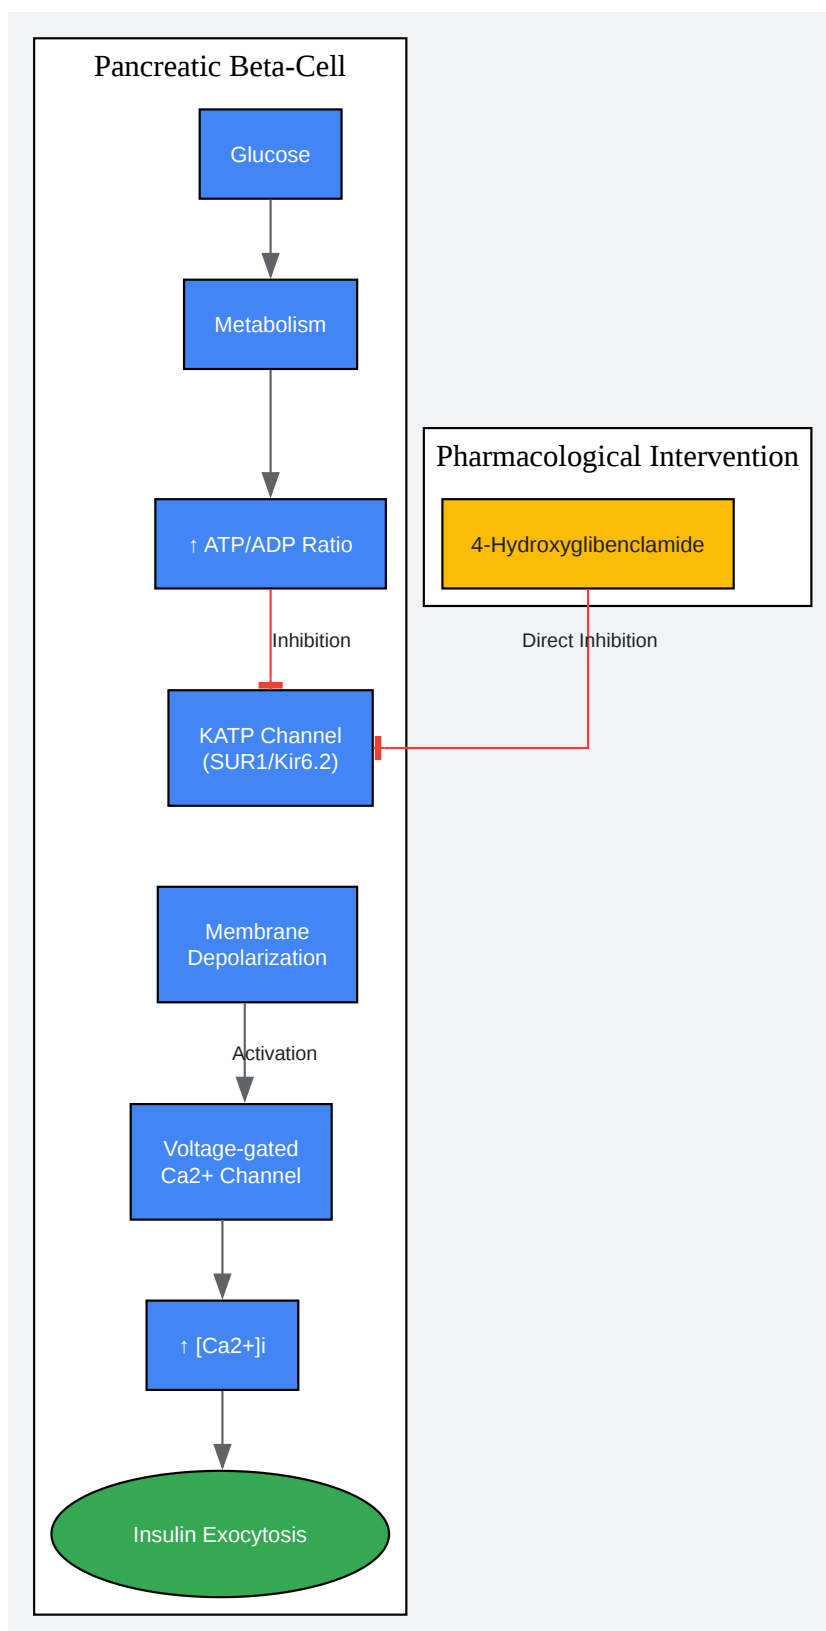 Pancreatic Beta-Cell
Glucose
Metabolism
Pharmacological Intervention
↑ ATP/ADP Ratio
4-Hydroxyglibenclamide
Inhibition
Direct Inhibition
KATP Channel
(SUR1/Kir6.2)
Membrane
Depolarization
Activation
Voltage-gated
Ca2+ Channel
↑ [Ca2+]i
Insulin Exocytosis